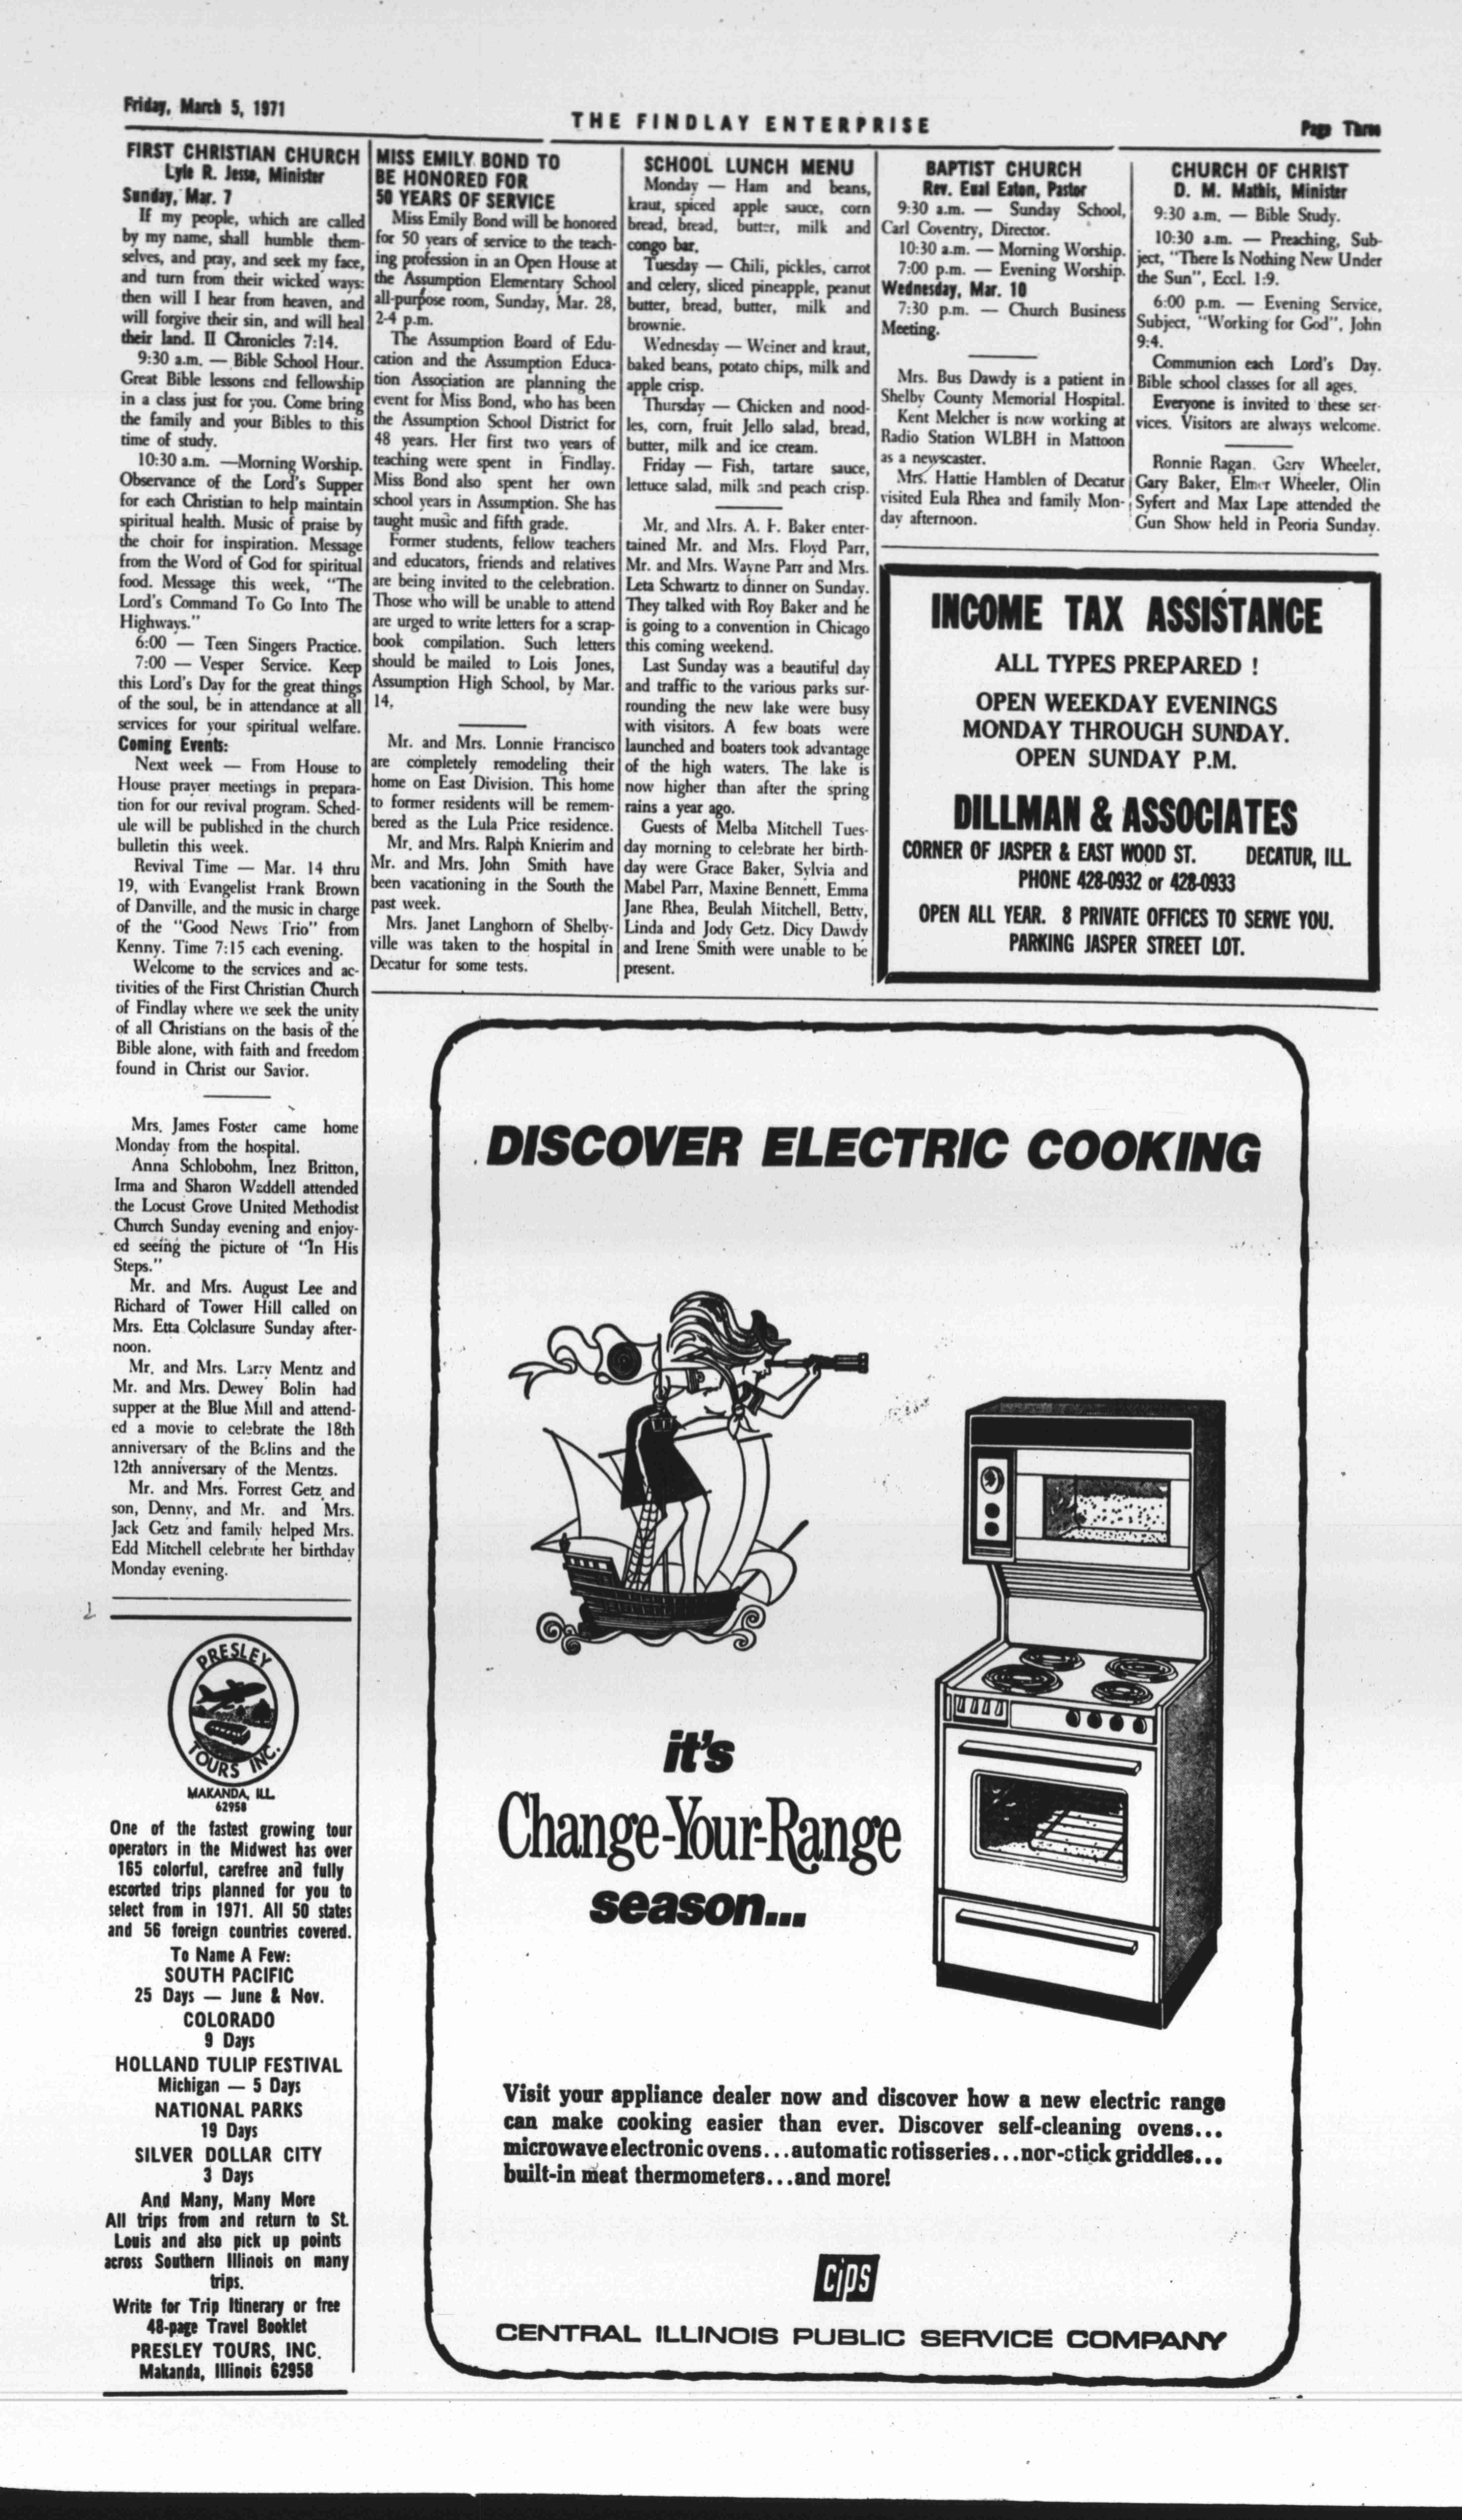 Friday, March 5, 1971
THE FINDLAY ENTERPRISE
Page Three
FIRST CHRISTIAN CHURCH
Lyle R. Jesse, Minister
Sunday, Mar. 7
If my people, which are called
by my name, shall humble them-
selves, and pray, and seek my face,
and turn from their wicked ways:
then will I hear from heaven, and
will forgive their sin, and will heal
their land. II Chronicles 7:14.
9:30 a.m. — Bible School Hour.
Great Bible lessons and fellowship
in a class just for you. Come bring
the family and your Bibles to this
time of study.
10:30 a.m. —Morning Worship.
Observance of the Lord's Supper
for each Christian to help maintain
spiritual health. Music of praise by
the choir for inspiration. Message
from the Word of God for spiritual
food. Message this week, "The
Lord's Command To Go Into The
Highways."
6:00 — Teen Singers Practice.
7:00 — Vesper Service. Keep
this Lord's Day for the great things
of the soul, be in attendance at all
services for your spiritual welfare.
Coming Events:
Next week — From House to
House prayer meetings in prepara-
tion for our revival program. Sched-
ule will be published in the church
bulletin this week.
Revival Time — Mar. 14 thru
19, with Evangelist Frank Brown
of Danville, and the music in charge
of the "Good News Trio" from
Kenny. Time 7:15 each evening.
Welcome to the services and ac-
tivities of the First Christian Church
of Findlay where we seek the unity
of all Christians on the basis of the
Bible alone, with faith and freedom
found in Christ our Savior.
Mrs. James Foster came home
Monday from the hospital.
Anna Schlobohm, Inez Britton,
Irma and Sharon Waddell attended
the Locust Grove United Methodist
Church Sunday evening and enjoy-
ed seeing the picture of "In His
Steps."
Mr. and Mrs. August Lee and
Richard of Tower Hill called on
Mrs. Etta Colclasure Sunday after-
noon.
Mr. and Mrs. Larry Mentz and
Mr. and Mrs. Dewey Bolin had
supper at the Blue Mill and attend-
ed a movie to celebrate the 18th
anniversary of the Bolins and the
12th anniversary of the Mentzs.
Mr. and Mrs. Forrest Getz and
son, Denny, and Mr. and Mrs.
Jack Getz and family helped Mrs.
Edd Mitchell celebrate her birthday
Monday evening.
PRESLEY
TOURS INC.
MAKANDA, ILL.
62958
One of the fastest growing tour
operators in the Midwest has over
165 colorful, carefree and fully
escorted trips planned for you to
select from in 1971. All 50 states
and 56 foreign countries covered.
To Name A Few:
SOUTH PACIFIC
25 Days — June & Nov.
COLORADO
9 Days
HOLLAND TULIP FESTIVAL
Michigan — 5 Days
NATIONAL PARKS
19 Days
SILVER DOLLAR CITY
3 Days
And Many, Many More
All trips from and return to St.
Louis and also pick up points
across Southern Illinois on many
trips.
Write for Trip Itinerary or free
48-page Travel Booklet
PRESLEY TOURS, INC.
Makanda, Illinois 62958
MISS EMILY BOND TO
BE HONORED FOR
50 YEARS OF SERVICE
Miss Emily Bond will be honored
for 50 years of service to the teach-
ing profession in an Open House at
the Assumption Elementary School
all-purpose room, Sunday, Mar. 28,
2-4 p.m.
The Assumption Board of Edu-
cation and the Assumption Educa-
tion Association are planning the
event for Miss Bond, who has been
the Assumption School District for
48 years. Her first two years of
teaching were spent in Findlay.
Miss Bond also spent her own
school years in Assumption. She has
taught music and fifth grade.
Former students, fellow teachers
and educators, friends and relatives
are being invited to the celebration.
Those who will be unable to attend
are urged to write letters for a scrap-
book compilation. Such letters
should be mailed to Lois Jones,
Assumption High School, by Mar.
14.
Mr. and Mrs. Lonnie Francisco
are completely remodeling their
home on East Division. This home
to former residents will be remem-
bered as the Lula Price residence.
Mr. and Mrs. Ralph Knierim and
Mr. and Mrs. John Smith have
been vacationing in the South the
past week.
Mrs. Janet Langhorn of Shelby-
ville was taken to the hospital in
Decatur for some tests.
SCHOOL LUNCH MENU
Monday — Ham and beans,
kraut, spiced apple sauce, corn
bread, bread, butter, milk and
congo bar.
Tuesday — Chili, pickles, carrot
and celery, sliced pineapple, peanut
butter, bread, butter, milk and
brownie.
Wednesday — Weiner and kraut,
baked beans, potato chips, milk and
apple crisp.
Thursday — Chicken and nood-
les, corn, fruit Jello salad, bread,
butter, milk and ice cream.
Friday — Fish, tartare sauce,
lettuce salad, milk and peach crisp.
Mr. and Mrs. A. F. Baker enter-
tained Mr. and Mrs. Floyd Parr,
Mr. and Mrs. Wayne Parr and Mrs.
Leta Schwartz to dinner on Sunday.
They talked with Roy Baker and he
is going to a convention in Chicago
this coming weekend.
Last Sunday was a beautiful day
and traffic to the various parks sur-
rounding the new lake were busy
with visitors. A few boats were
launched and boaters took advantage
of the high waters. The lake is
now higher than after the spring
rains a year ago.
Guests of Melba Mitchell Tues-
day morning to celebrate her birth-
day were Grace Baker, Sylvia and
Mabel Parr, Maxine Bennett, Emma
Jane Rhea, Beulah Mitchell, Betty,
Linda and Jody Getz. Dicy Dawdy
and Irene Smith were unable to be
present.
BAPTIST CHURCH
Rev. Eual Eaton, Pastor
9:30 a.m. — Sunday School,
Carl Coventry, Director.
10:30 a.m. — Morning Worship.
7:00 p.m. — Evening Worship.
Wednesday, Mar. 10
7:30 p.m. — Church Business
Meeting.
Mrs. Bus Dawdy is a patient in
Shelby County Memorial Hospital.
Kent Melcher is now working at
Radio Station WLBH in Mattoon
as a newscaster.
Mrs. Hattie Hamblen of Decatur
visited Eula Rhea and family Mon-
day afternoon.
CHURCH OF CHRIST
D. M. Mathis, Minister
9:30 a.m. — Bible Study.
10:30 a.m. — Preaching, Sub-
ject, "There Is Nothing New Under
the Sun", Eccl. 1:9.
6:00 p.m. — Evening Service,
Subject, "Working for God", John
9:4.
Communion each Lord's Day.
Bible school classes for all ages.
Everyone is invited to these ser-
vices. Visitors are always welcome.
Ronnie Ragan, Gary Wheeler,
Gary Baker, Elmer Wheeler, Olin
Syfert and Max Lape attended the
Gun Show held in Peoria Sunday.
INCOME TAX ASSISTANCE
ALL TYPES PREPARED !
OPEN WEEKDAY EVENINGS
MONDAY THROUGH SUNDAY.
OPEN SUNDAY P.M.
DILLMAN & ASSOCIATES
CORNER OF JASPER & EAST WOOD ST. DECATUR, ILL.
PHONE 428-0932 or 428-0933
OPEN ALL YEAR. 8 PRIVATE OFFICES TO SERVE YOU.
PARKING JASPER STREET LOT.
DISCOVER ELECTRIC COOKING
it's
Change-Your-Range
season...
Visit your appliance dealer now and discover how a new electric range
can make cooking easier than ever. Discover self-cleaning ovens...
microwave electronic ovens...automatic rotisseries...non-stick griddles...
built-in meat thermometers...and more!
cips
CENTRAL ILLINOIS PUBLIC SERVICE COMPANY